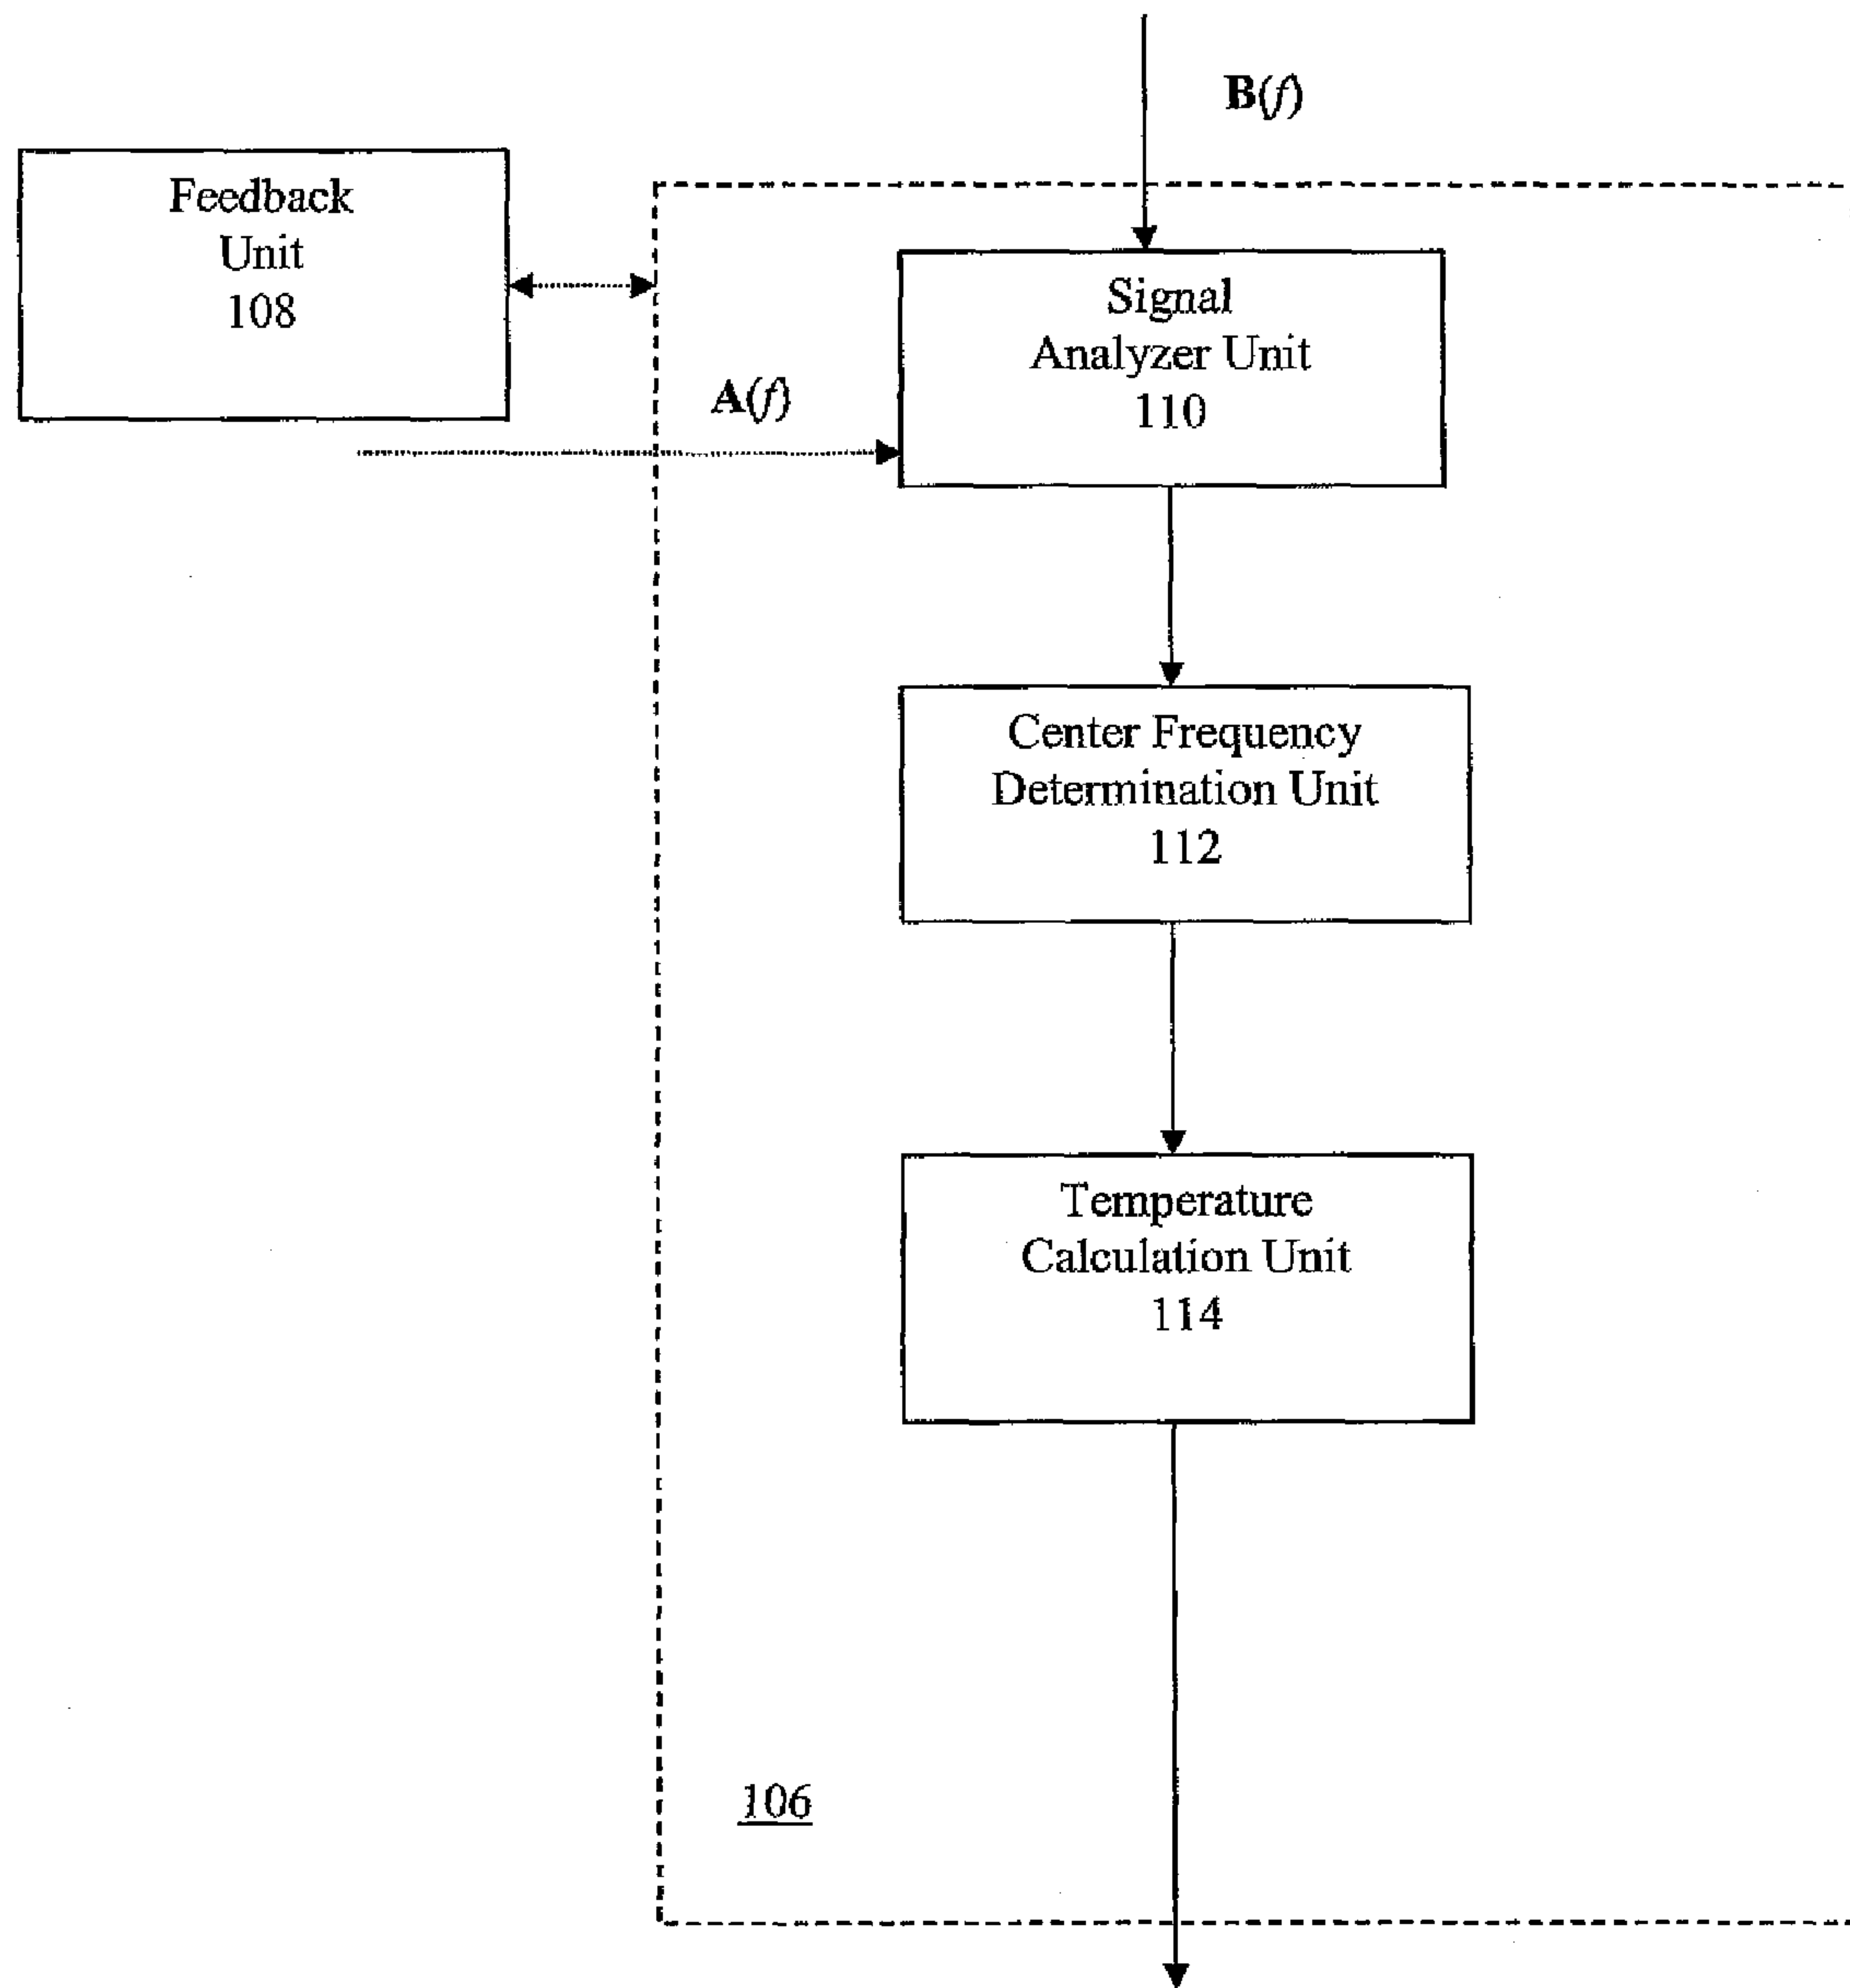 B(f)
Feedback
Unit
108
Signal
Analyzer Unit
110
A(f)
Center Frequency
Determination Unit
112
Temperature
Calculation Unit
114
106